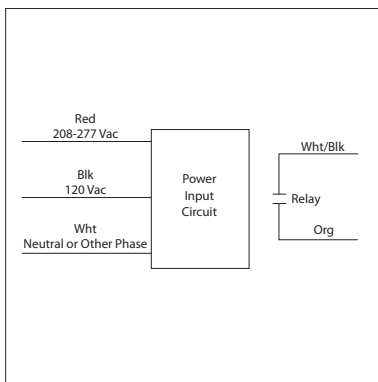 Red
208-277 Vac
Blk
120 Vac
Wht
Neutral or Other Phase
Power
Input
Circuit
Wht/Blk
Relay
Org